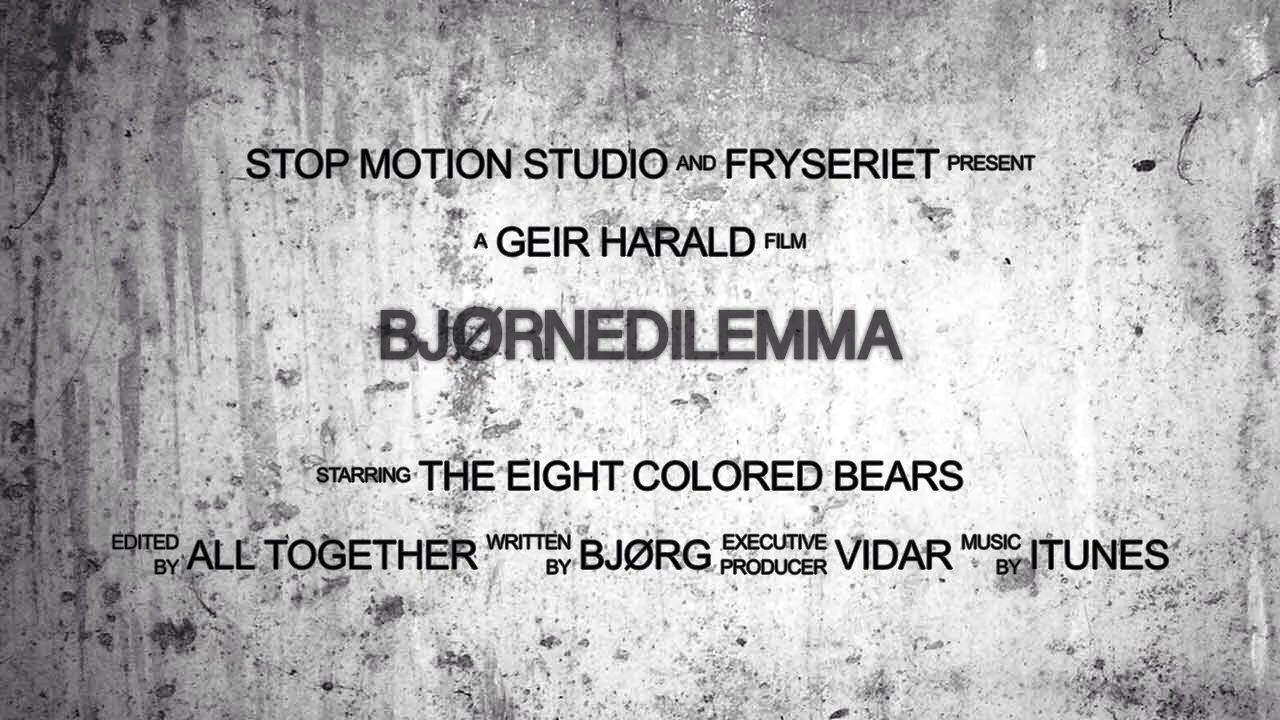 STOP MOTION STUDIO AND FRYSERIET PRESENT
A GEIR HARALD FILM
BJØRNEDILEMMA
STARRING THE EIGHT COLORED BEARS
EDITED BY ALL TOGETHER WRITTEN BY BJØRG EXECUTIVE PRODUCER VIDAR MUSIC BY ITUNES